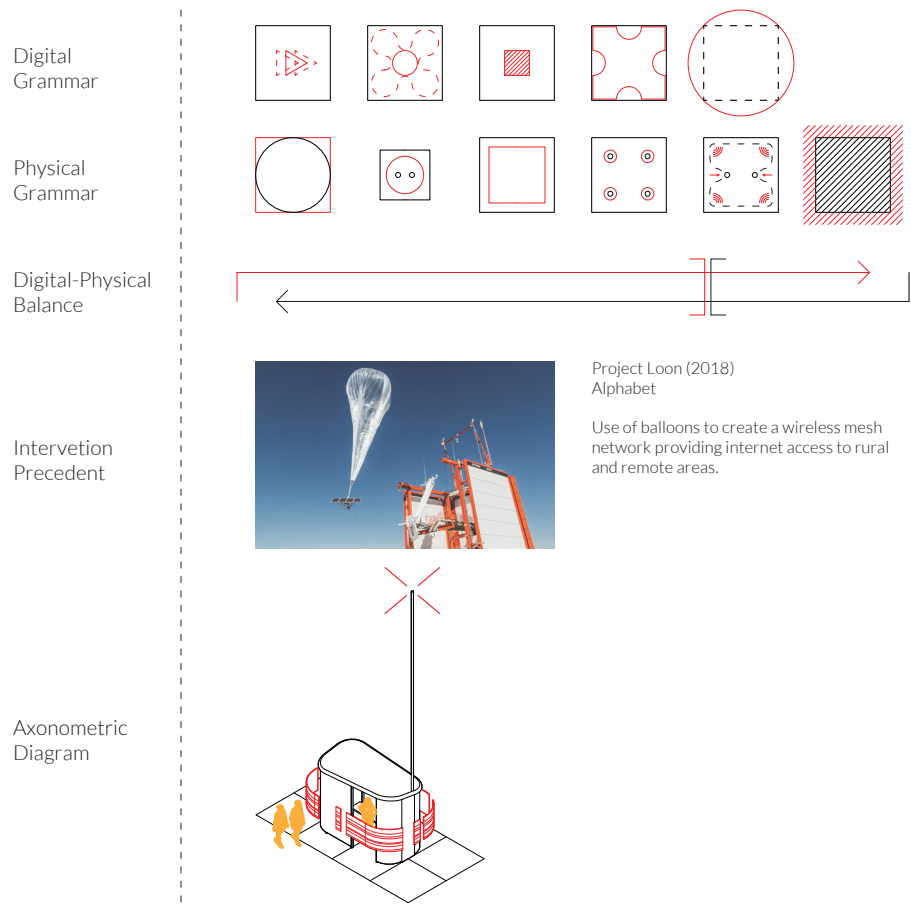 Digital
Grammar
Physical
Grammar
Digital-Physical
Balance
Intervetion
Precedent
Project Loon (2018)
Alphabet
Use of balloons to create a wireless mesh
network providing internet access to rural
and remote areas.
Axonometric
Diagram